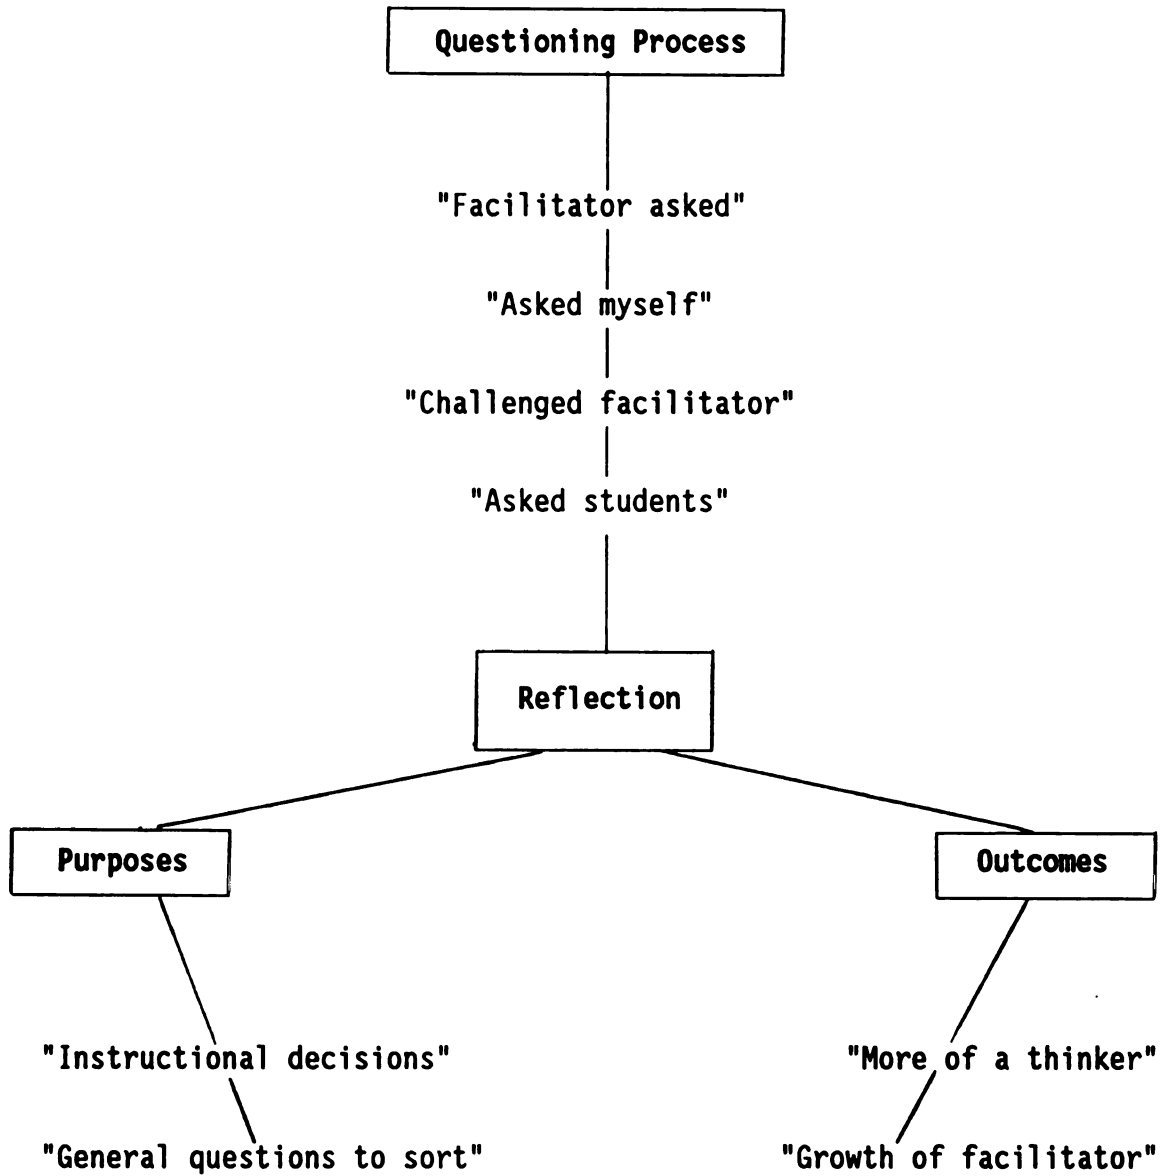 Questioning Process
"Facilitator asked"
"Asked myself"
"Challenged facilitator"
"Asked students"
Reflection
Purposes
Outcomes
"Instructional decisions"
"More of a thinker"
"General questions to sort"
"Growth of facilitator"